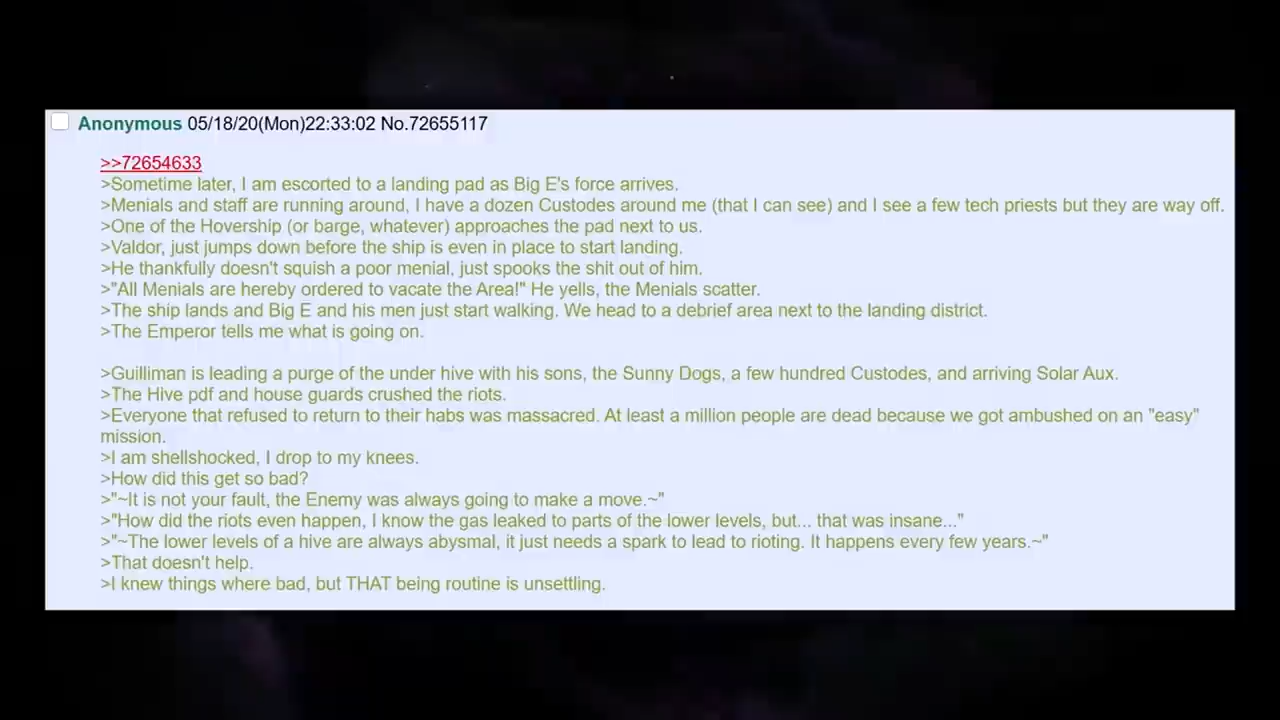 Anonymous 05/18/20(Mon)22:33:02 No.72655117
>>72654633
>Sometime later, I am escorted to a landing pad as Big E's force arrives.
>Menials and staff are running around, I have a dozen Custodes around me (that I can see) and I see a few tech priests but they are way off.
>One of the Hovership (or barge, whatever) approaches the pad next to us.
>Valdor, just jumps down before the ship is even in place to start landing.
>He thankfully doesn't squish a poor menial, just spooks the shit out of him.
>"All Menials are hereby ordered to vacate the Area!" He yells, the Menials scatter.
>The ship lands and Big E and his men just start walking. We head to a debrief area next to the landing district.
>The Emperor tells me what is going on.
>Guilliman is leading a purge of the under hive with his sons, the Sunny Dogs, a few hundred Custodes, and arriving Solar Aux.
>The Hive pdf and house guards crushed the riots.
>Everyone that refused to return to their habs was massacred. At least a million people are dead because we got ambushed on an "easy"
mission.
>I am shellshocked, I drop to my knees.
>How did this get so bad?
>"~It is not your fault, the Enemy was always going to make a move.~"
>"How did the riots even happen, I know the gas leaked to parts of the lower levels, but... that was insane..."
>"~The lower levels of a hive are always abysmal, it just needs a spark to lead to rioting. It happens every few years.~"
>That doesn't help.
>I knew things where bad, but THAT being routine is unsettling.